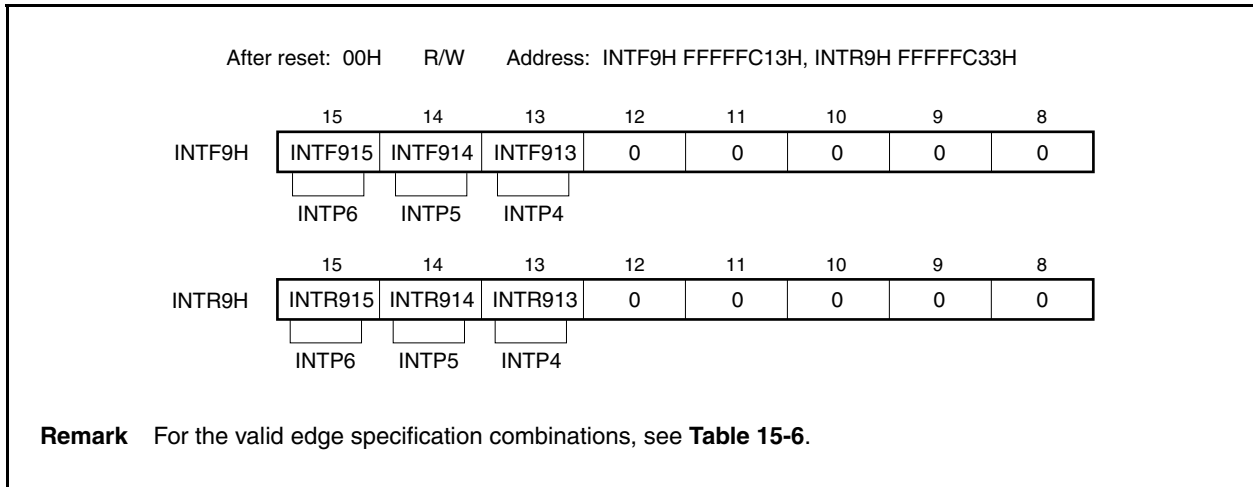 After reset: 00H R/W Address: INTF9H FFFFFC13H, INTR9H FFFFFC33H
15 14 13 12 11 10 9 8
INTF9H INTF915 INTF914 INTF913 0 0 0 0 0
INTP6 INTP5 INTP4
15 14 13 12 11 10 9 8
INTR9H INTR915 INTR914 INTR913 0 0 0 0 0
INTP6 INTP5 INTP4
Remark For the valid edge specification combinations, see Table 15-6.